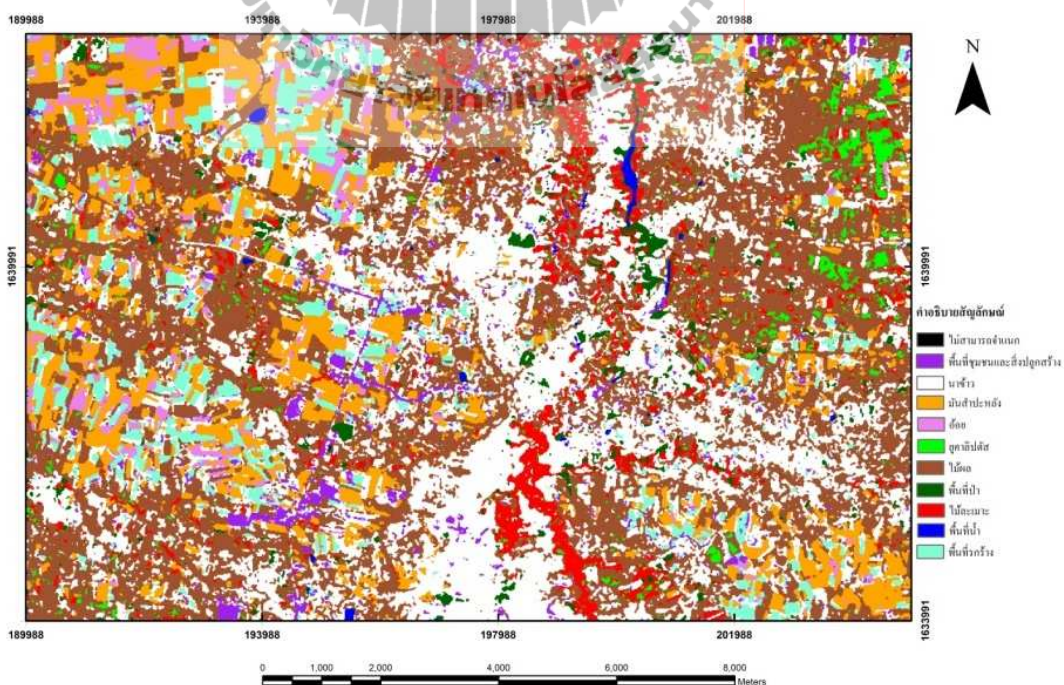 189988 193988 197988 201988
N
1639991 1639991
คำอธิบายสัญลักษณ์
ไม่สามารถจำแนก
พื้นที่ชุมชนและสิ่งปลูกสร้าง
นาข้าว
มันสำปะหลัง
อ้อย
ยูคาลิปตัส
ไม้ผล
พื้นที่ป่า
ไม้ละเมาะ
พื้นที่น้ำ
พื้นที่รกร้าง
1633991
189988 193988 197988 201988
0 1,000 2,000 4,000 6,000 8,000
Meters